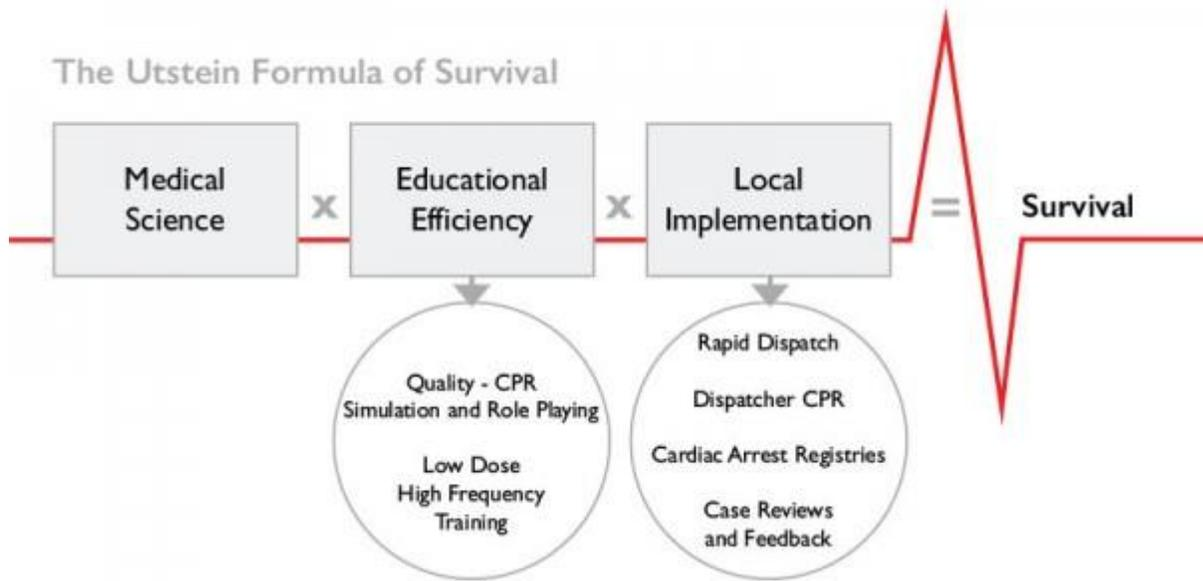 The Utstein Formula of Survival
Medical
Science
x
Educational
Efficiency
x
Local
Implementation
=
Survival
Quality - CPR
Simulation and Role Playing
Low Dose
High Frequency
Training
Rapid Dispatch
Dispatcher CPR
Cardiac Arrest Registries
Case Reviews
and Feedback